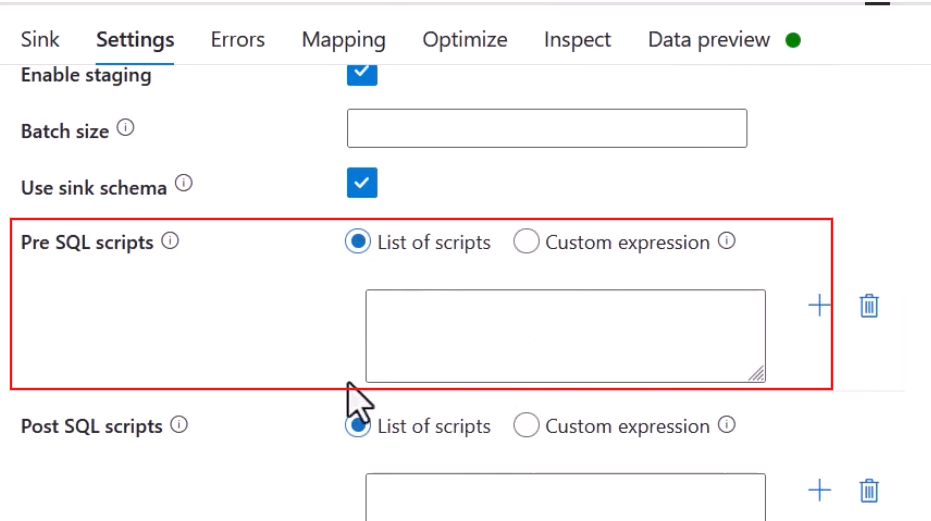 Sink Settings Errors Mapping Optimize Inspect Data preview
Enable staging
Batch size
Use sink schema
Pre SQL scripts List of scripts Custom expression
Post SQL scripts List of scripts Custom expression